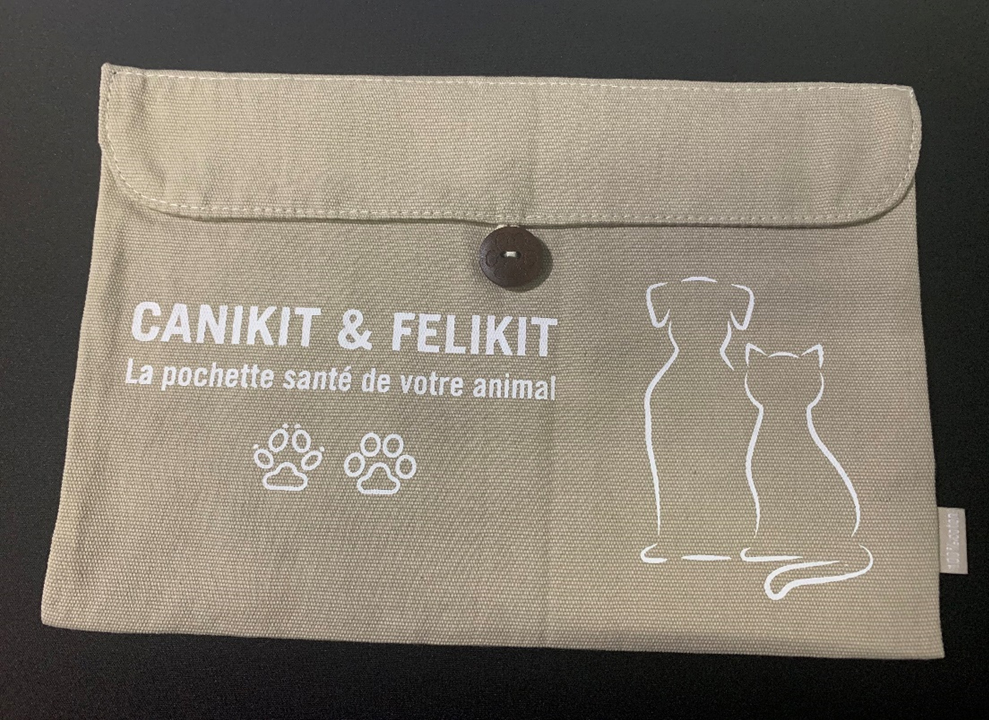 CANIKIT & FELIKIT
La pochette santé de votre animal